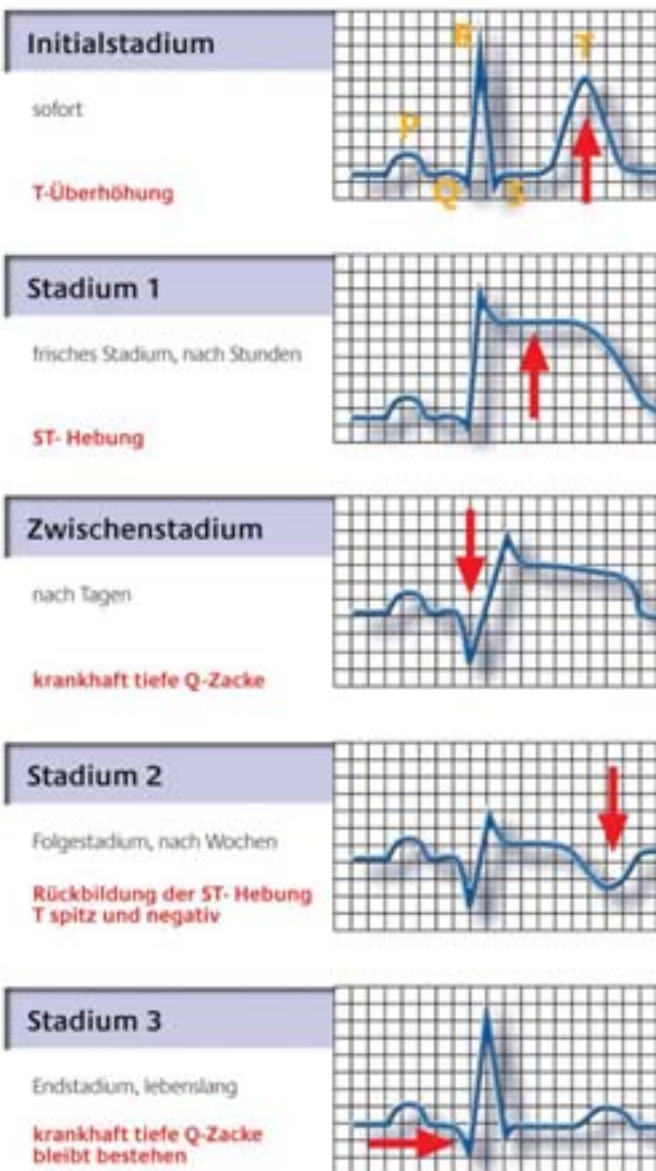 Initialstadium
sofort
T-Überhöhung
R
T
P
Q
S
Stadium 1
frisches Stadium, nach Stunden
ST- Hebung
Zwischenstadium
nach Tagen
krankhaft tiefe Q-Zacke
Stadium 2
Folgestadium, nach Wochen
Rückbildung der ST- Hebung
T spitz und negativ
Stadium 3
Endstadium, lebenslang
krankhaft tiefe Q-Zacke
bleibt bestehen